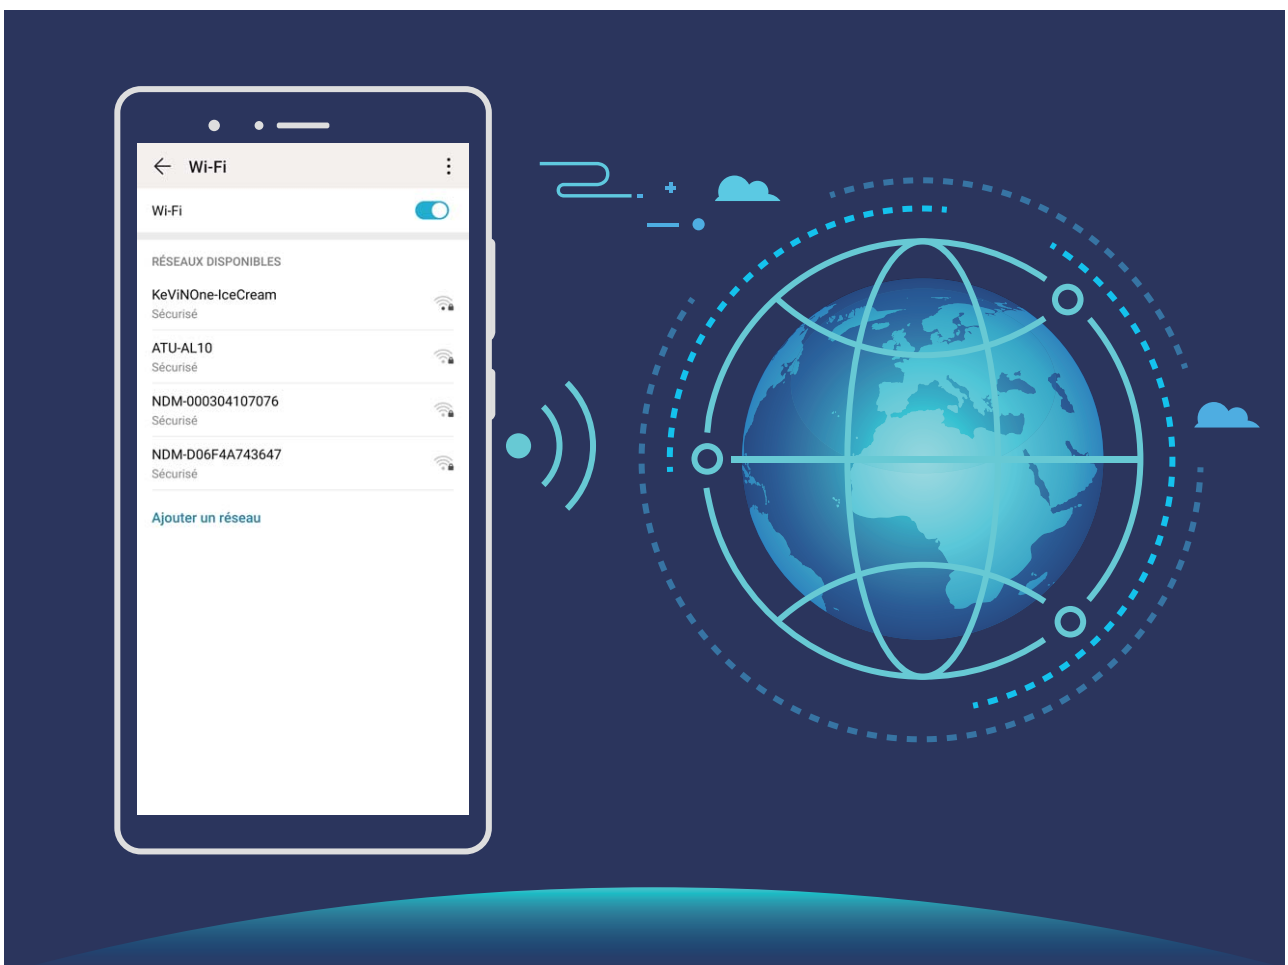 Wi-Fi
Wi-Fi
RÉSEAUX DISPONIBLES
KeViNOne-IceCream
Sécurisé
ATU-AL10
Sécurisé
NDM-000304107076
Sécurisé
NDM-D06F4A743647
Sécurisé
Ajouter un réseau